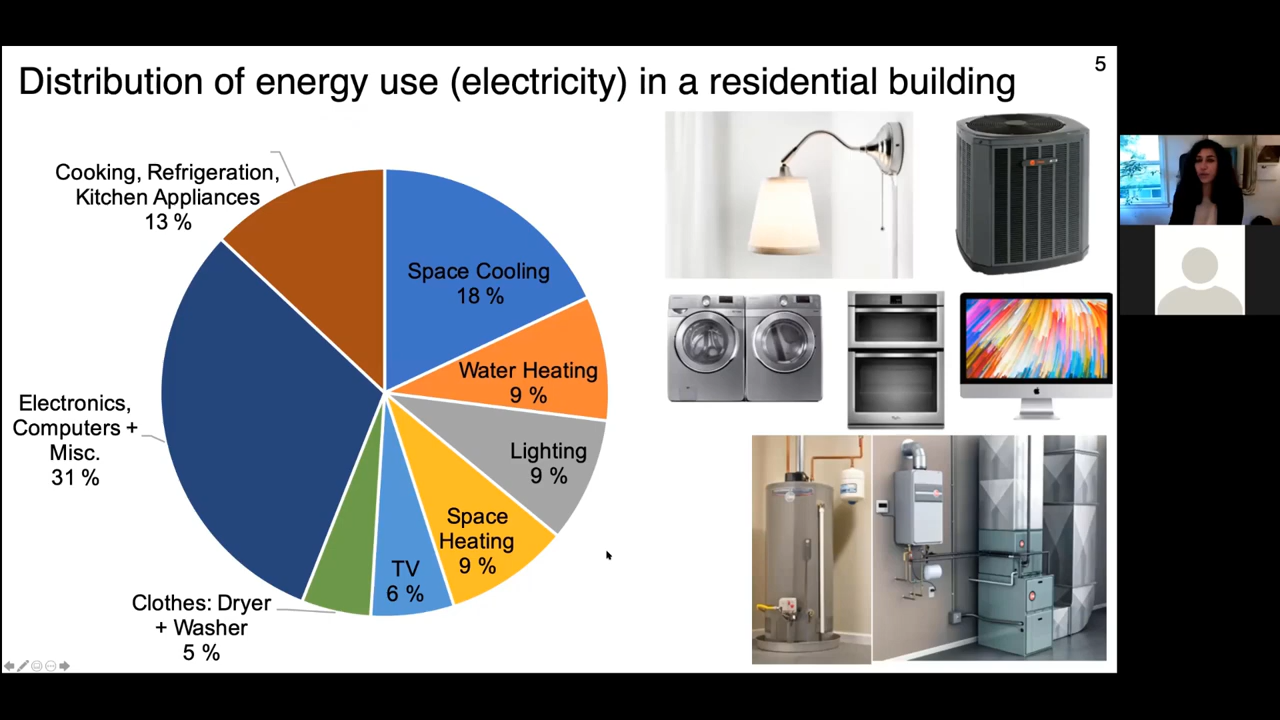 5
Distribution of energy use (electricity) in a residential building
Cooking, Refrigeration,
Kitchen Appliances
13 %
Space Cooling
18 %
Water Heating
9 %
Electronics,
Computers +
Misc.
31 %
Lighting
9 %
Space
Heating
9 %
TV
6 %
Clothes: Dryer
+ Washer
5 %